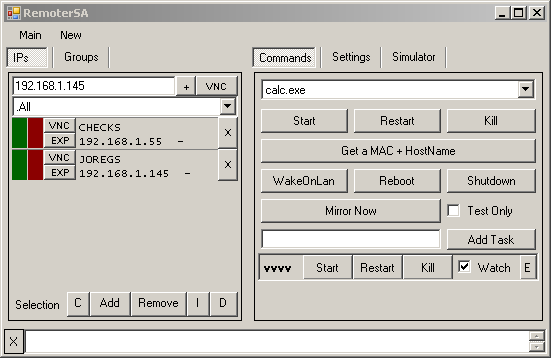 RemoterSA
Main New
IPs Groups
192.168.1.145 + VNC
.All
VNC CHECKS
EXP 192.168.1.55 - X
VNC JOREGS
EXP 192.168.1.145 - X
Selection C Add Remove I D
Commands Settings Simulator
calc.exe
Start Restart Kill
Get a MAC + HostName
WakeOnLan Reboot Shutdown
Mirror Now Test Only
Add Task
vvvv Start Restart Kill Watch E
X